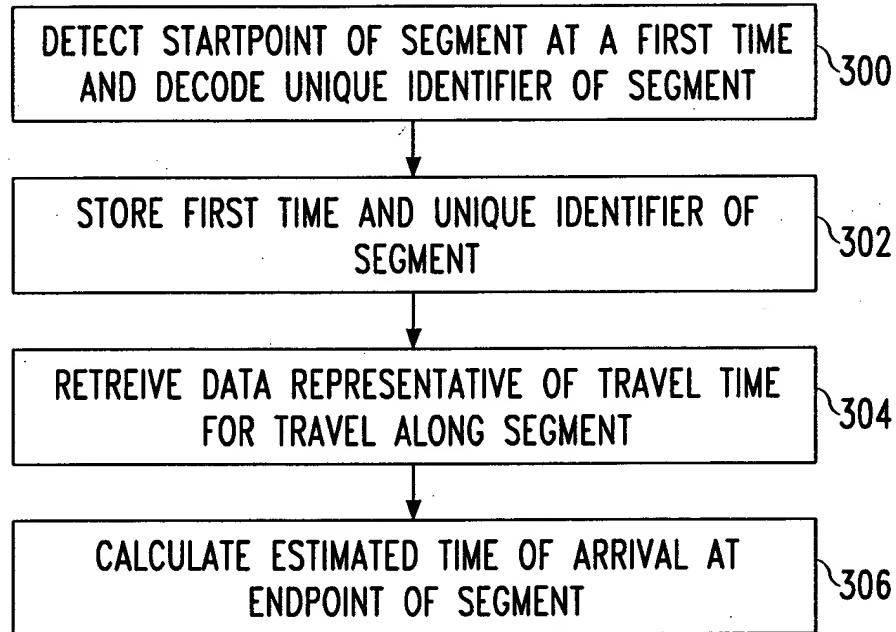 DETECT STARTPOINT OF SEGMENT AT A FIRST TIME
AND DECODE UNIQUE IDENTIFIER OF SEGMENT
300
STORE FIRST TIME AND UNIQUE IDENTIFIER OF
SEGMENT
302
RETREIVE DATA REPRESENTATIVE OF TRAVEL TIME
FOR TRAVEL ALONG SEGMENT
304
CALCULATE ESTIMATED TIME OF ARRIVAL AT
ENDPOINT OF SEGMENT
306